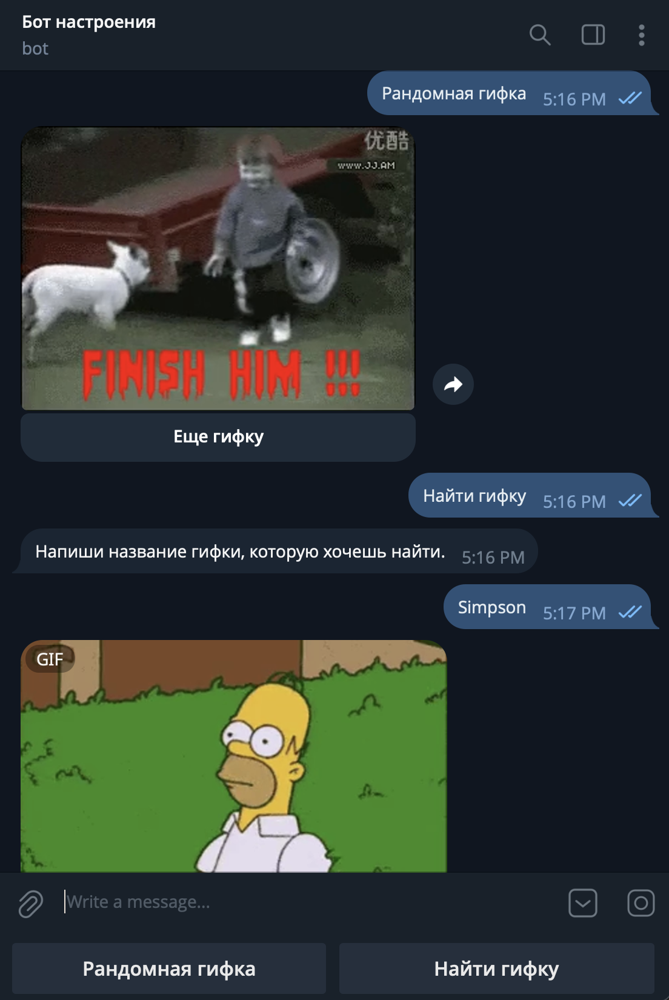 Бот настроения
bot
Рандомная гифка 5:16 PM
优酷
www.JJ.AM
FINISH HIM !!!
Еще гифку
Найти гифку 5:16 PM
Напиши название гифки, которую хочешь найти. 5:16 PM
Simpson 5:17 PM
GIF
Write a message...
Рандомная гифка
Найти гифку